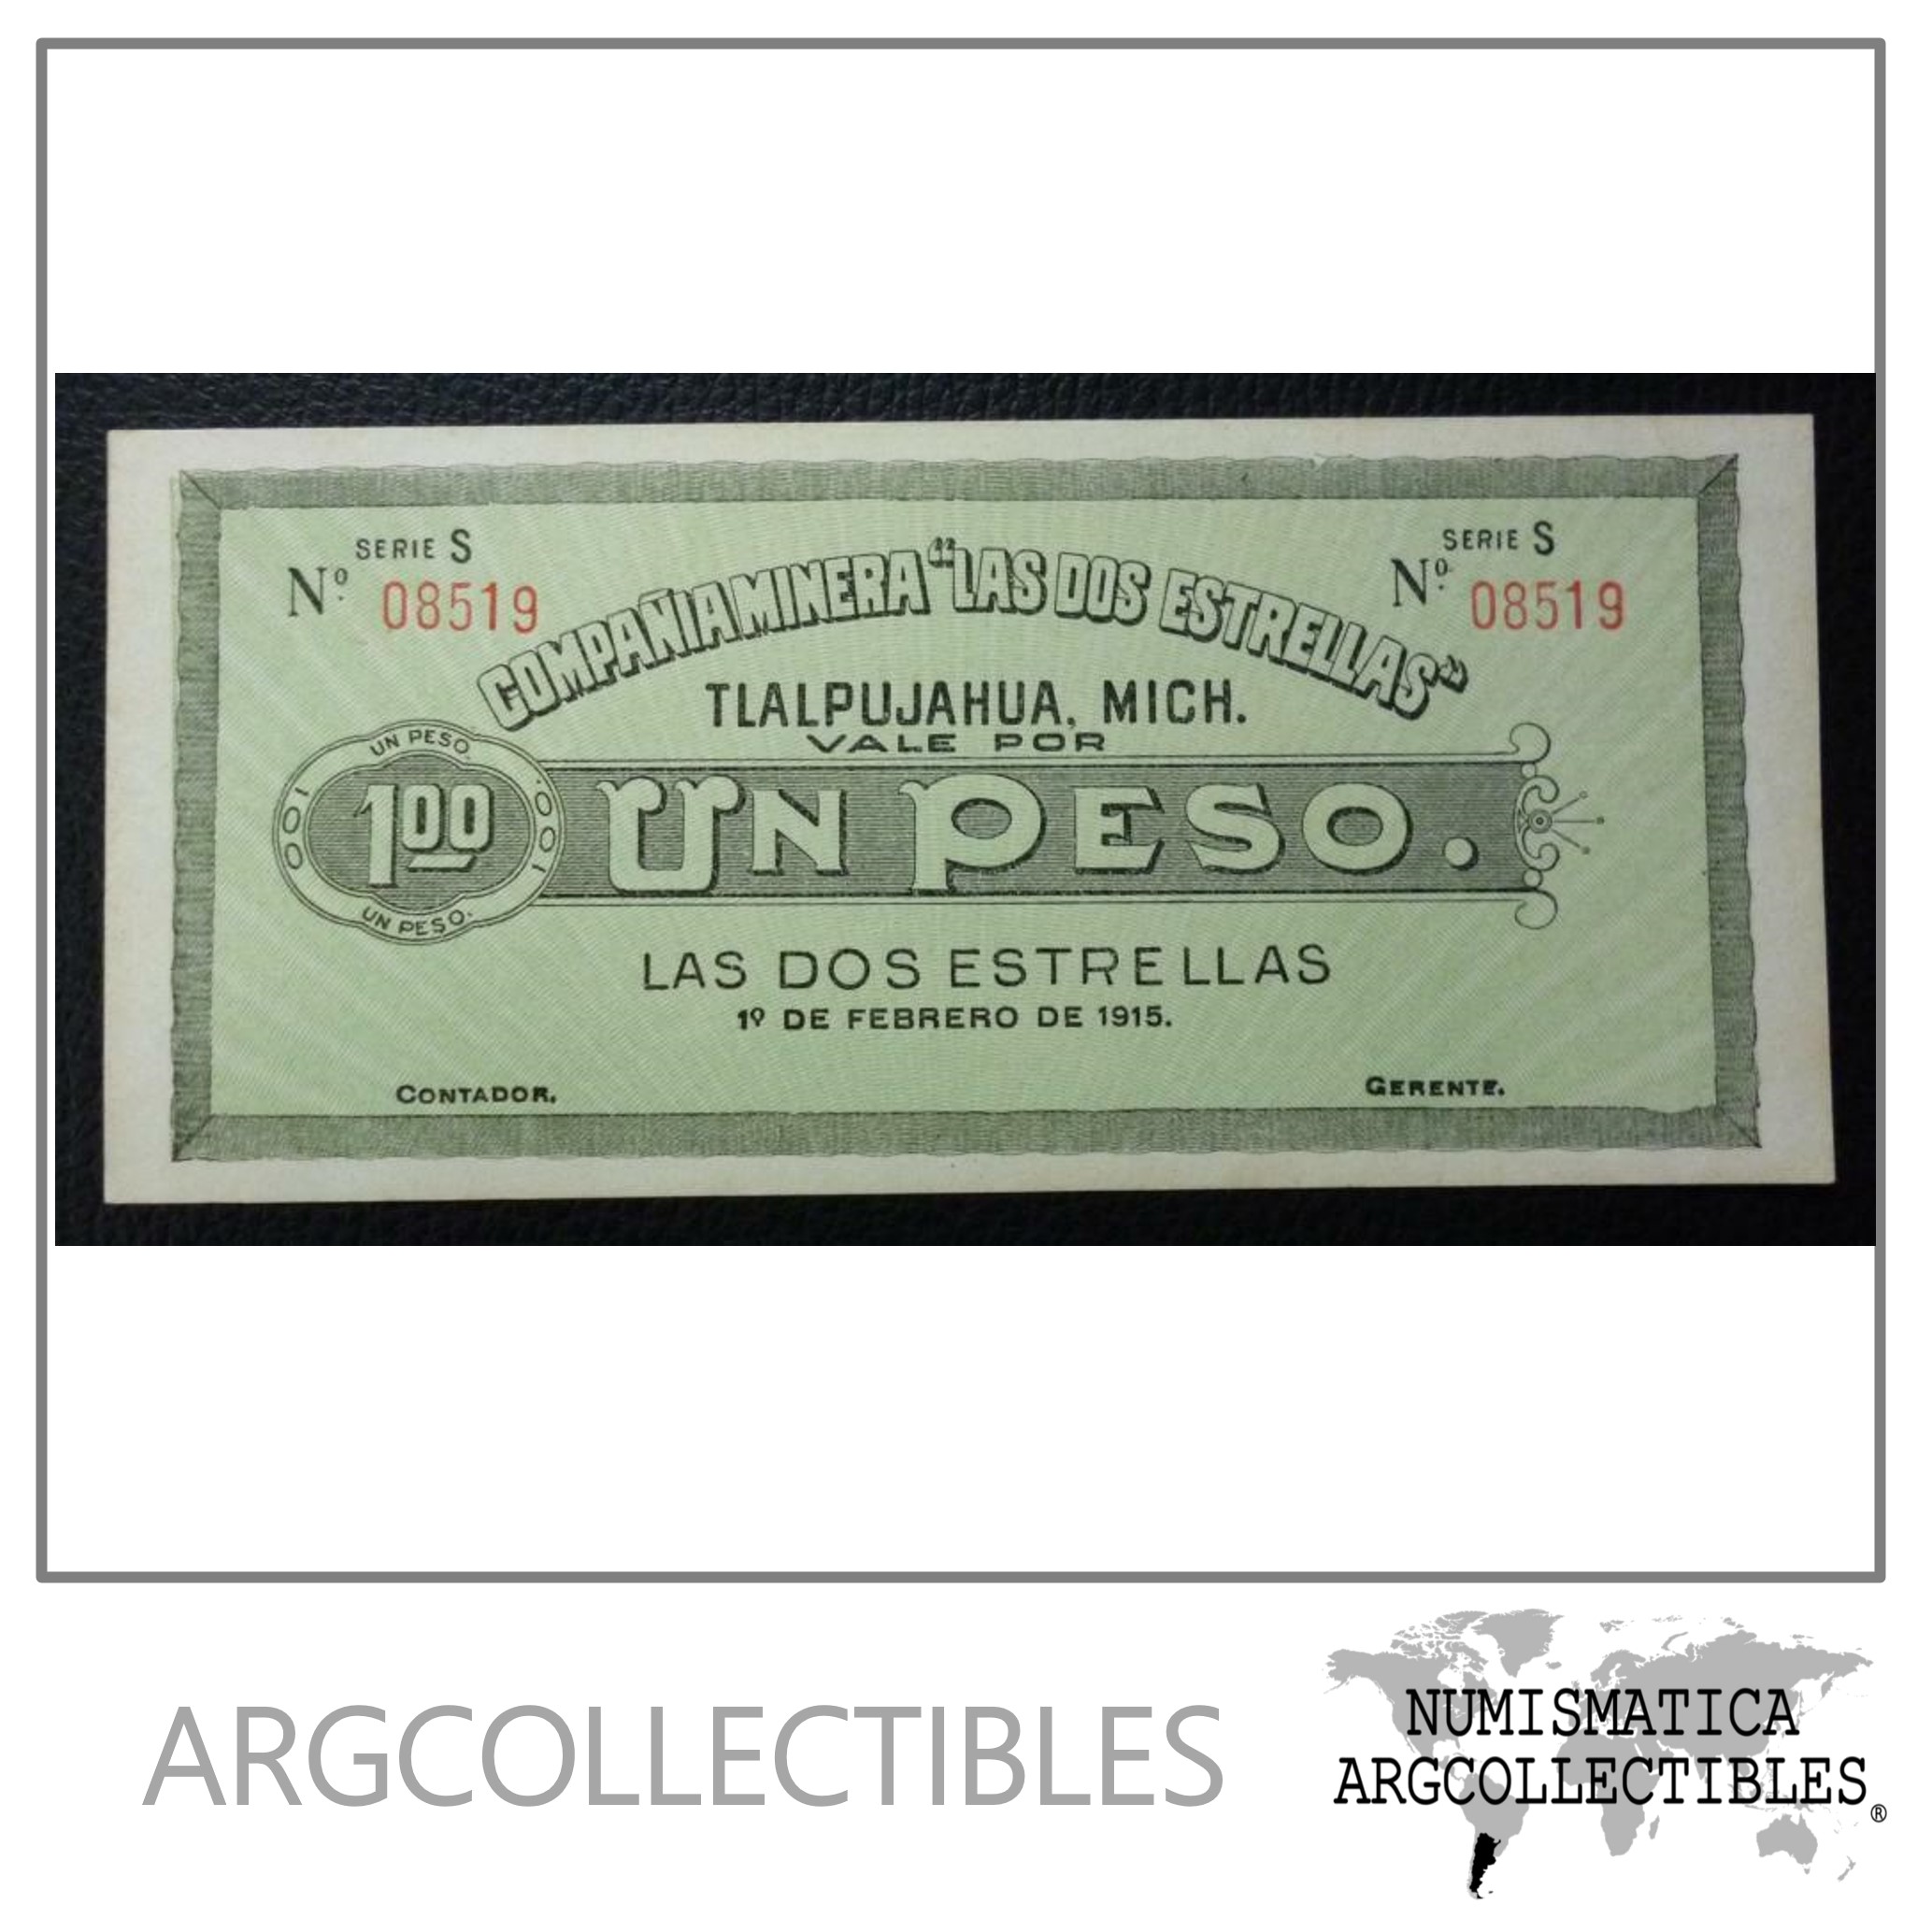 SERIE S
Nº 08519
SERIE S
Nº 08519
COMPAÑIA MINERA “LAS DOS ESTRELLAS”
TLALPUJAHUA, MICH.
VALE POR
UN PESO
100
1.00
100
UN PESO.
UN PESO.
LAS DOS ESTRELLAS
1º DE FEBRERO DE 1915.
CONTADOR.
GERENTE.
ARGCOLLECTIBLES
NUMISMATICA
ARGCOLLECTIBLES®